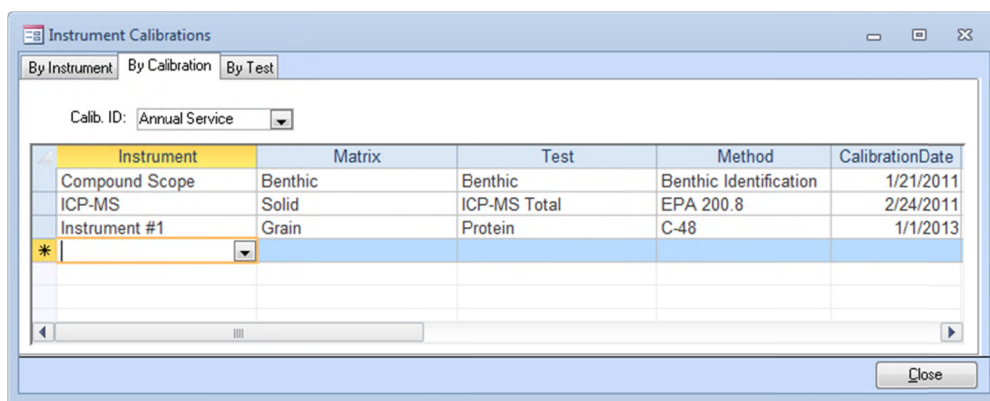 Instrument Calibrations
By Instrument By Calibration By Test
Calib. ID: Annual Service
Instrument Matrix Test Method CalibrationDate
Compound Scope Benthic Benthic Benthic Identification 1/21/2011
ICP-MS Solid ICP-MS Total EPA 200.8 2/24/2011
Instrument #1 Grain Protein C-48 1/1/2013
Close